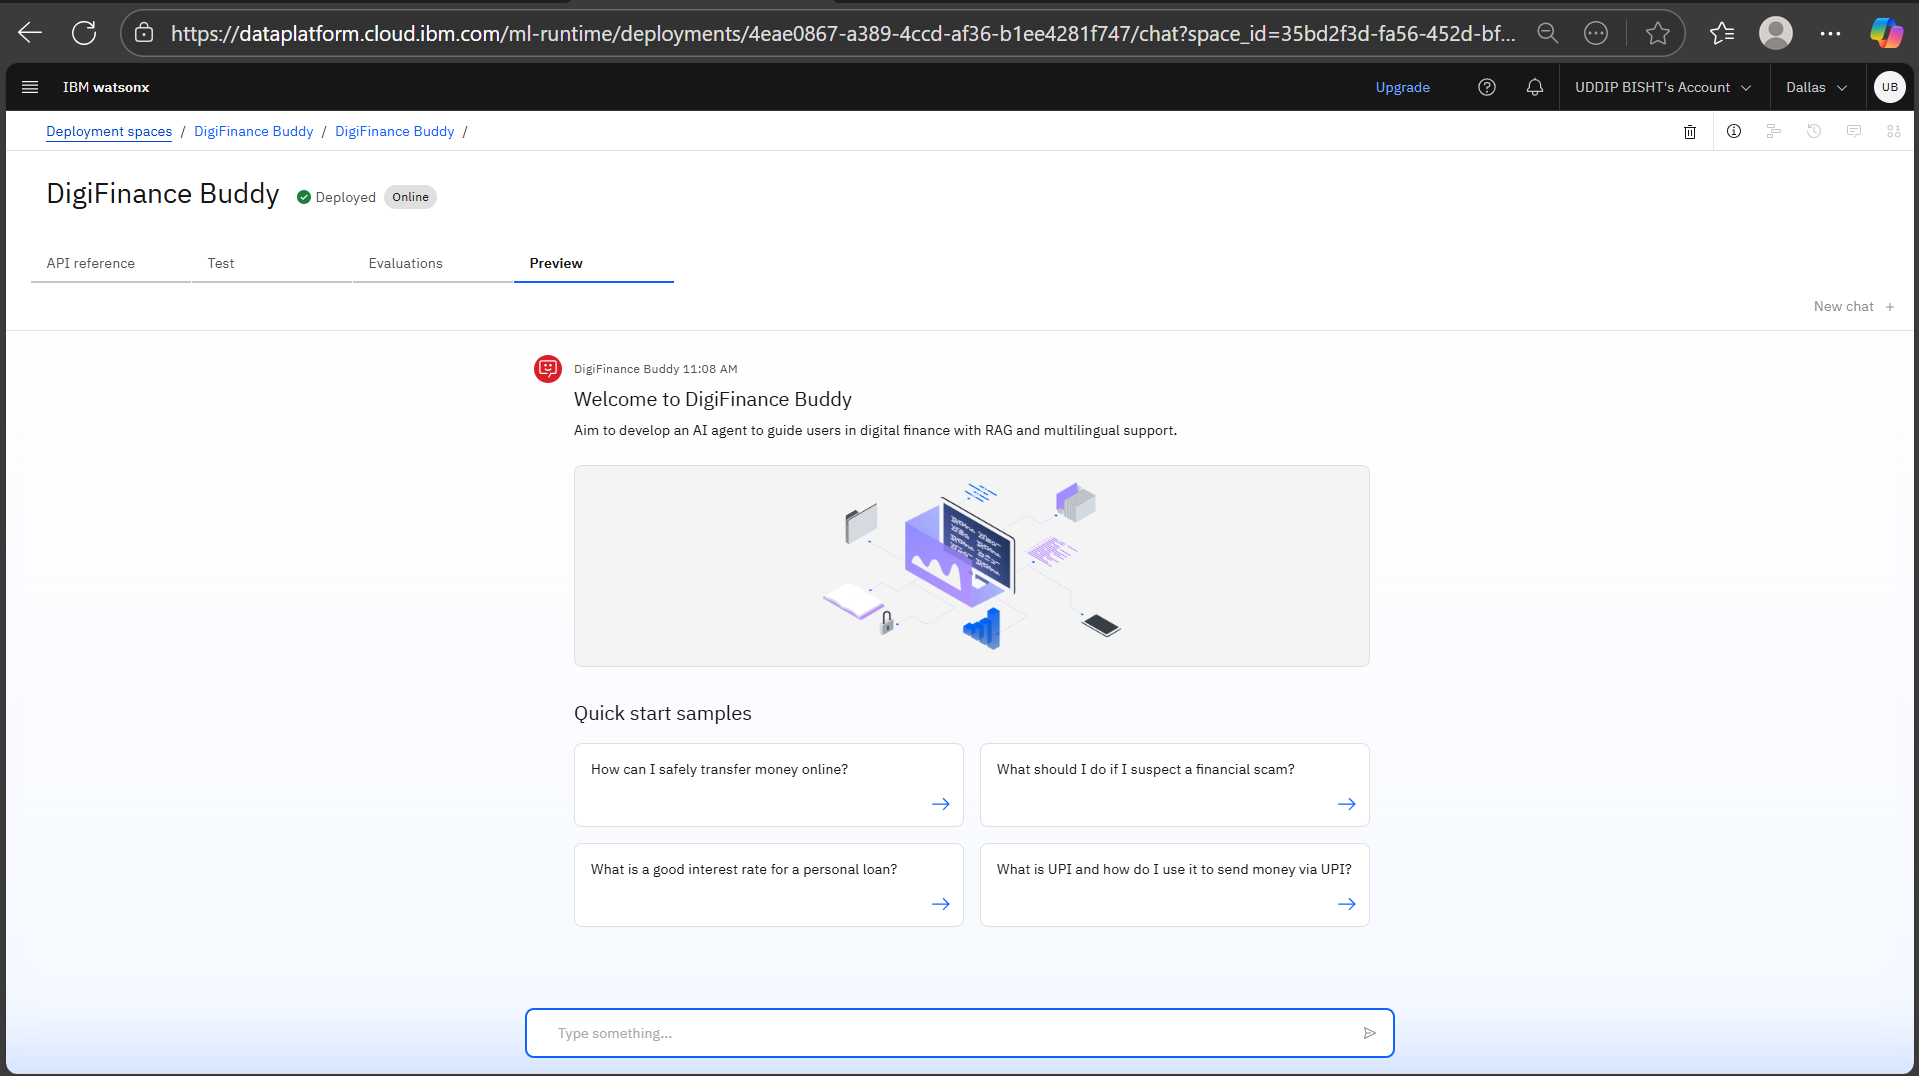 https://dataplatform.cloud.ibm.com/ml-runtime/deployments/4eae0867-a389-4ccd-af36-b1ee4281f747/chat?space_id=35bd2f3d-fa56-452d-bf...
IBM watsonx
Upgrade
UDDIP BISHT's Account
Dallas
UB
Deployment spaces / DigiFinance Buddy / DigiFinance Buddy /
DigiFinance Buddy
Deployed
Online
API reference
Test
Evaluations
Preview
New chat +
DigiFinance Buddy 11:08 AM
Welcome to DigiFinance Buddy
Aim to develop an AI agent to guide users in digital finance with RAG and multilingual support.
Quick start samples
How can I safely transfer money online?
What should I do if I suspect a financial scam?
What is a good interest rate for a personal loan?
What is UPI and how do I use it to send money via UPI?
Type something...